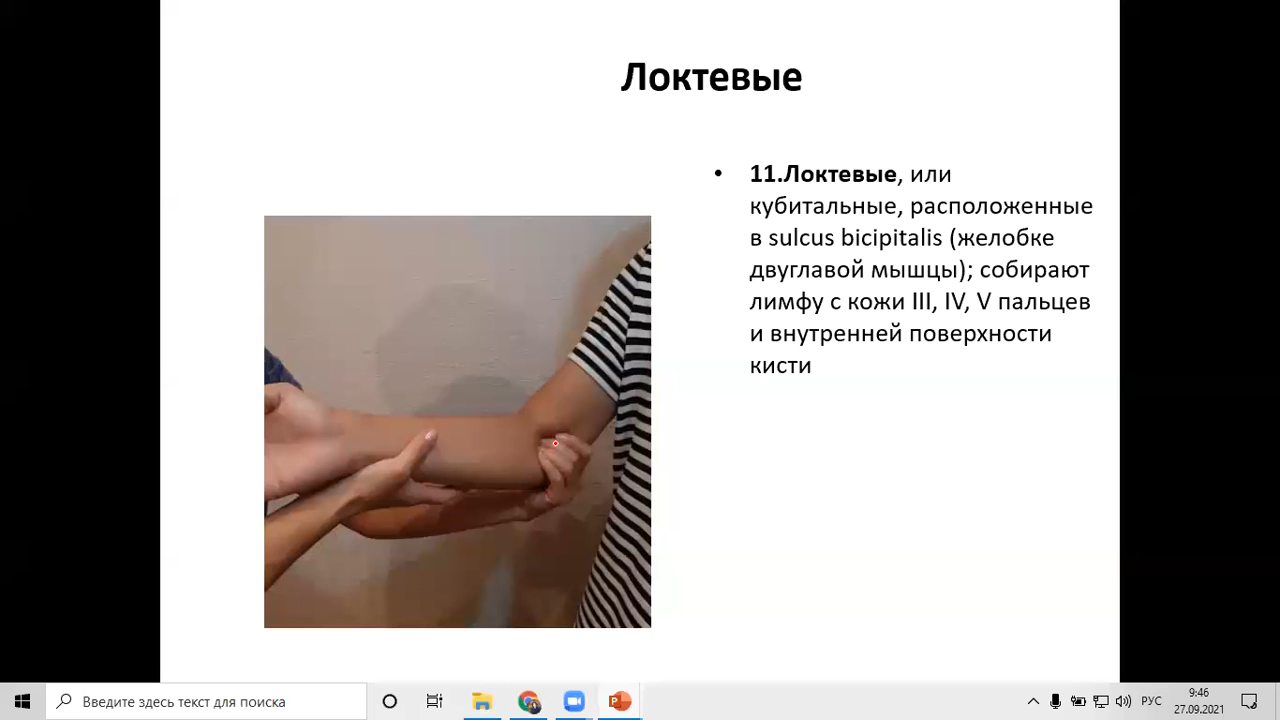 Локтевые
• 11.Локтевые, или
кубитальные, расположенные
в sulcus bicipitalis (желобке
двуглавой мышцы); собирают
лимфу с кожи III, IV, V пальцев
и внутренней поверхности
кисти
Введите здесь текст для поиска
РУС
9:46
27.09.2021